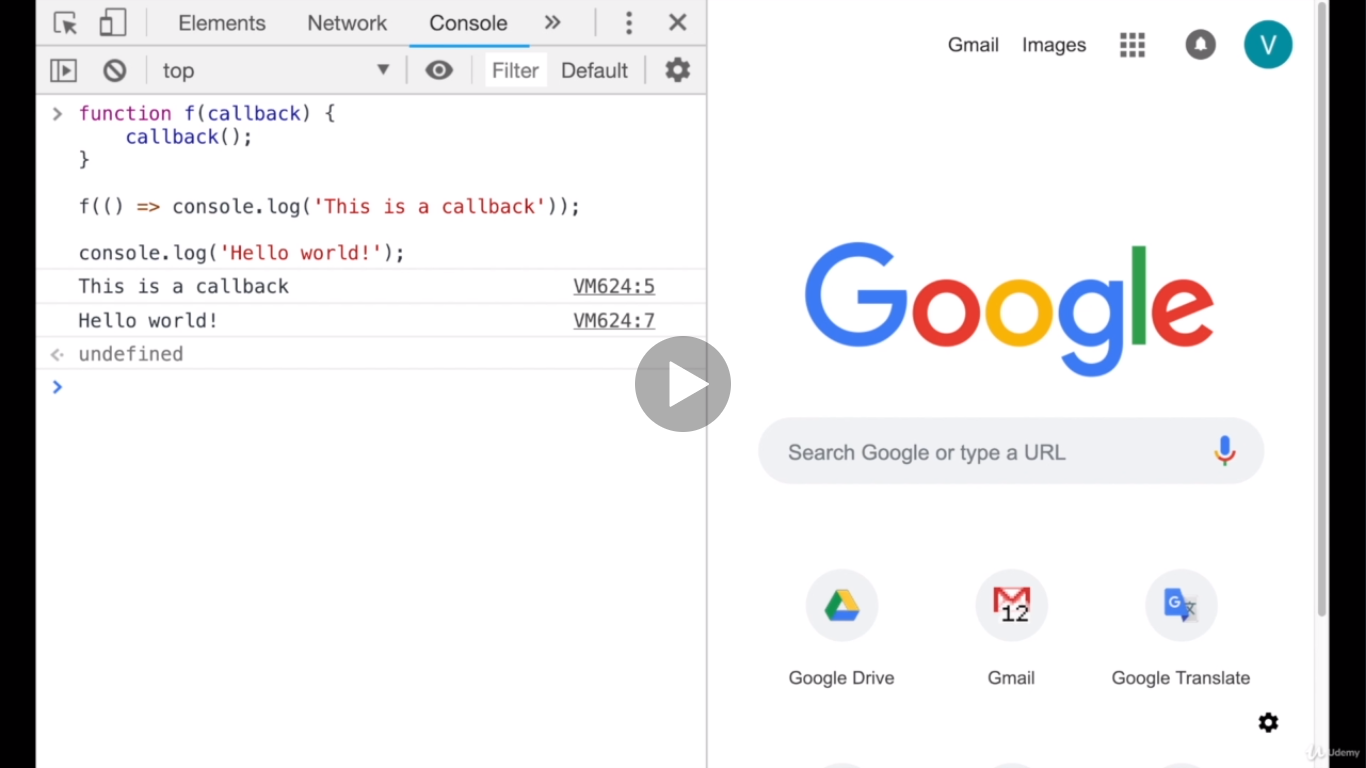 Elements Network Console
top Filter Default
function f(callback) {
    callback();
}
f(() => console.log('This is a callback'));
console.log('Hello world!');
This is a callback VM624:5
Hello world! VM624:7
undefined
Gmail Images V
Google
Search Google or type a URL
12
G 文
Google Drive Gmail Google Translate
Udemy